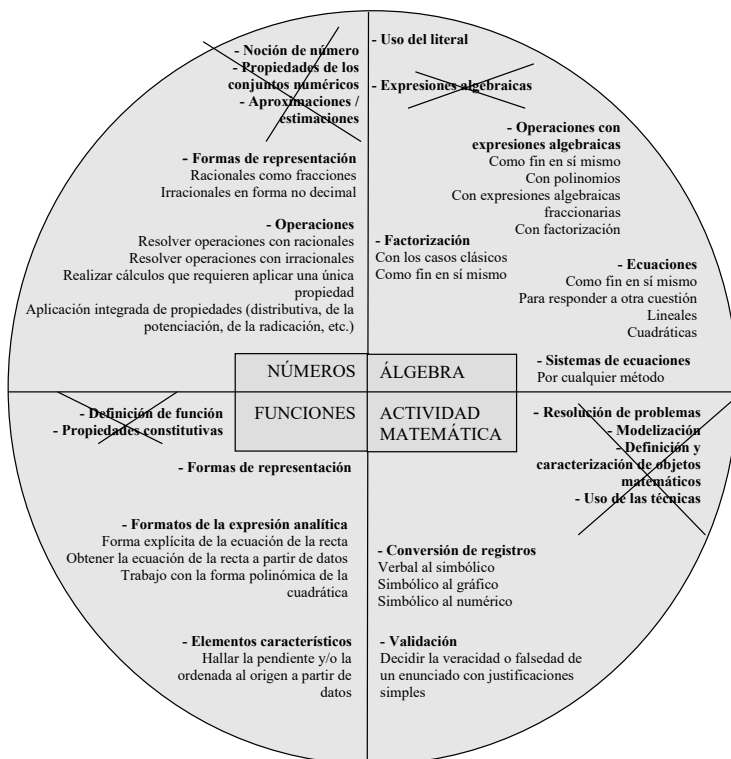 - Noción de número
- Propiedades de los
conjuntos numéricos
- Aproximaciones /
estimaciones
- Formas de representación
Racionales como fracciones
Irracionales en forma no decimal
- Operaciones
Resolver operaciones con racionales
Resolver operaciones con irracionales
Realizar cálculos que requieren aplicar una única
propiedad
Aplicación integrada de propiedades (distributiva, de la
potenciación, de la radicación, etc.)
NÚMEROS
- Uso del literal
- Expresiones algebraicas
- Operaciones con
expresiones algebraicas
Como fin en sí mismo
Con polinomios
Con expresiones algebraicas
fraccionarias
Con factorización
- Factorización
Con los casos clásicos
Como fin en sí mismo
- Ecuaciones
Como fin en sí mismo
Para responder a otra cuestión
Lineales
Cuadráticas
- Sistemas de ecuaciones
Por cualquier método
ÁLGEBRA
FUNCIONES
- Definición de función
- Propiedades constitutivas
- Formas de representación
- Formatos de la expresión analítica
Forma explícita de la ecuación de la recta
Obtener la ecuación de la recta a partir de datos
Trabajo con la forma polinómica de la
cuadrática
- Elementos característicos
Hallar la pendiente y/o la
ordenada al origen a partir de
datos
ACTIVIDAD
MATEMÁTICA
- Resolución de problemas
- Modelización
- Definición y
caracterización de objetos
matemáticos
- Uso de las técnicas
- Conversión de registros
Verbal al simbólico
Simbólico al gráfico
Simbólico al numérico
- Validación
Decidir la veracidad o falsedad de
un enunciado con justificaciones
simples